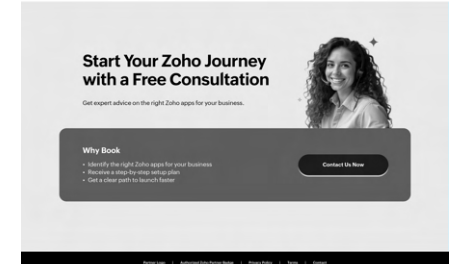 Start Your Zoho Journey
with a Free Consultation
Get expert advice on the right Zoho apps for your business.
Why Book
• Identify the right Zoho apps for your business
• Receive a step-by-step setup plan
• Get a clear path to launch faster
Contact Us Now
Partner Logo | Authorized Zoho Partner Badge | Privacy Policy | Terms | Contact